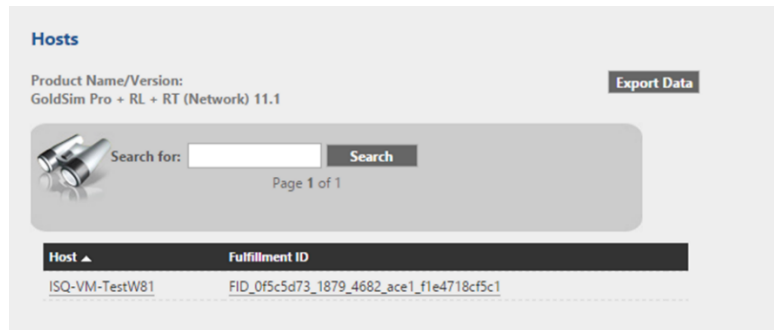 Hosts
Product Name/Version:
Export Data
GoldSim Pro + RL + RT (Network) 11.1
Search for:
Search
Page 1 of 1
Host ▲
Fulfillment ID
ISQ-VM-TestW81
FID_0f5c5d73_1879_4682_ace1_f1e4718cf5c1